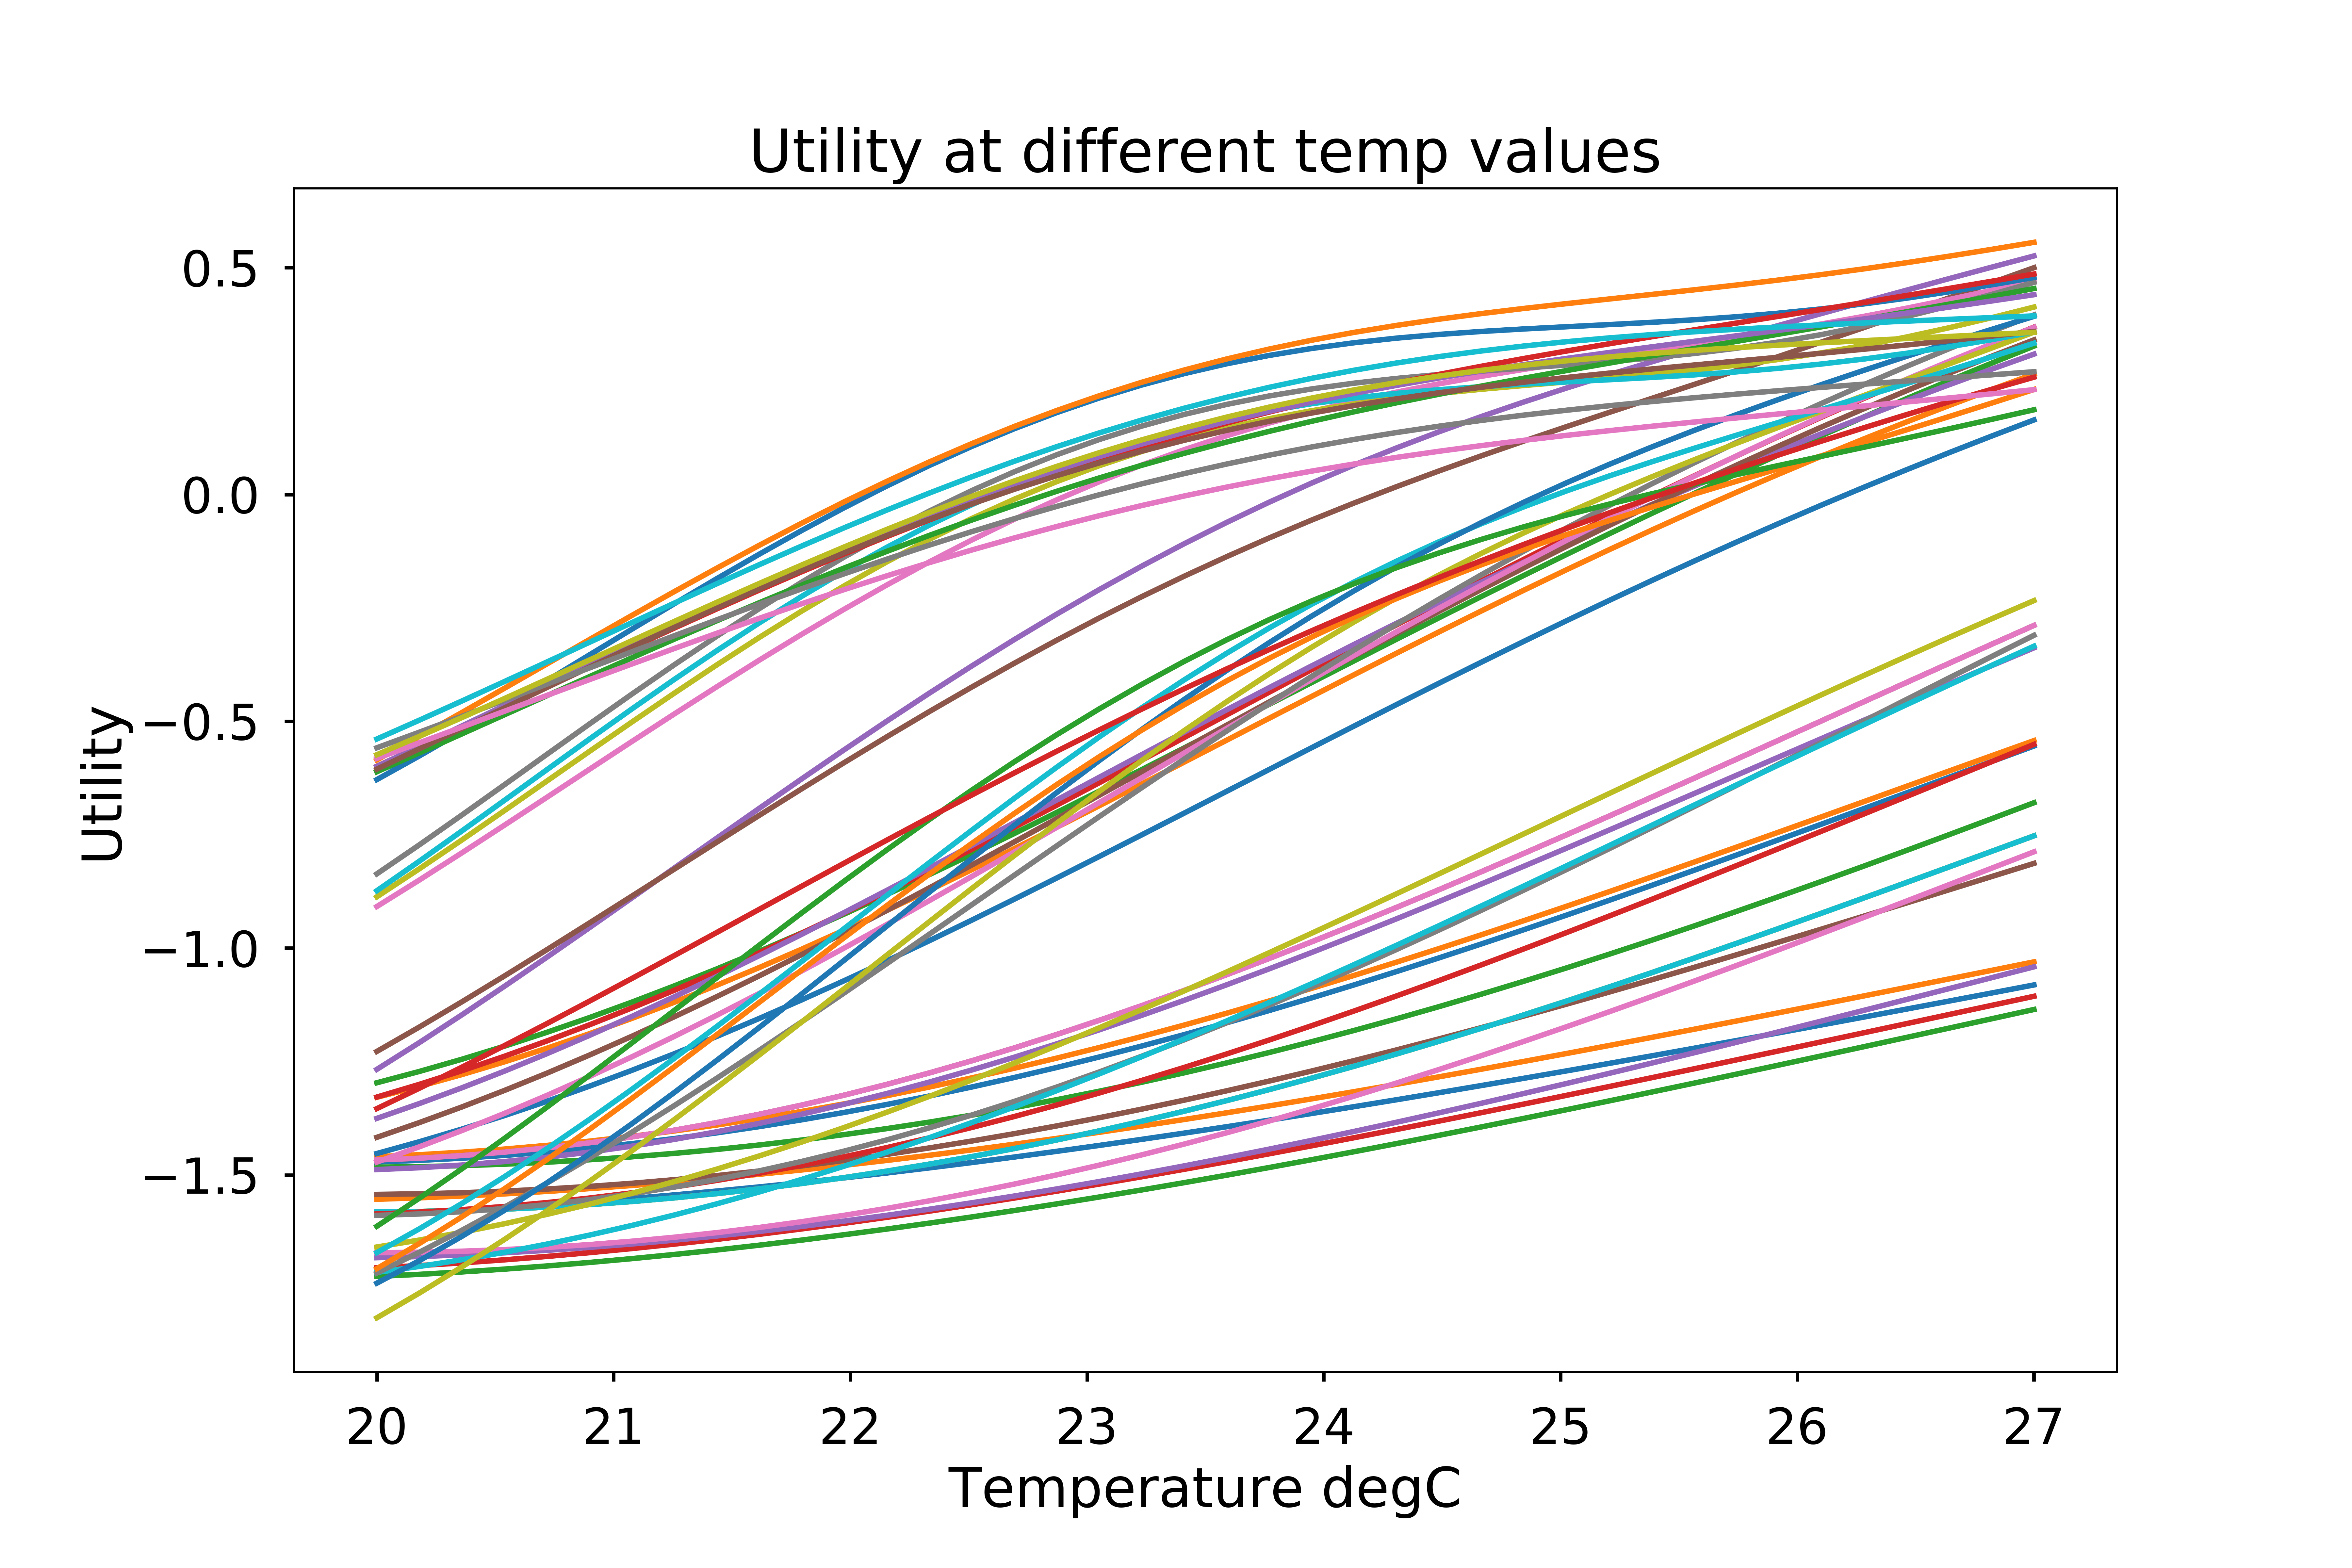 Utility at different temp values
0.5
0.0
−0.5
−1.0
−1.5
Utility
20 21 22 23 24 25 26 27
Temperature degC